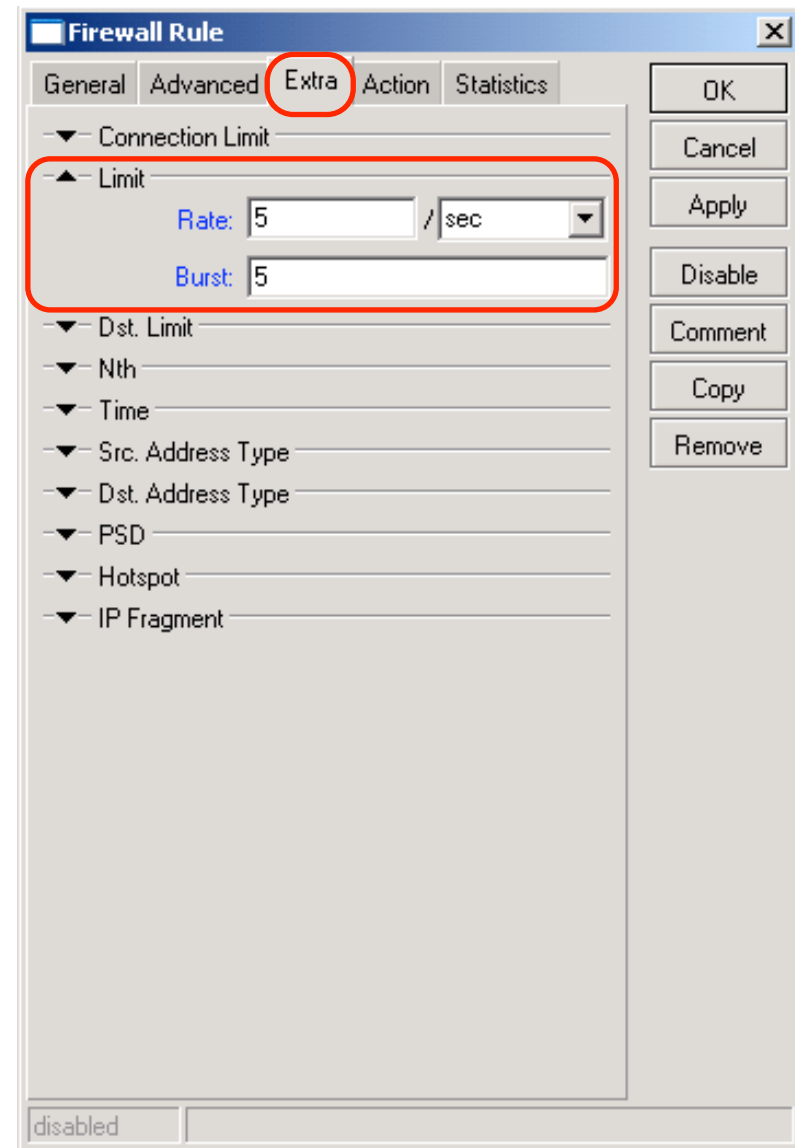 Firewall Rule
General Advanced Extra Action Statistics
OK
Cancel
Apply
Disable
Comment
Copy
Remove
Connection Limit
Limit
Rate: 5 / sec
Burst: 5
Dst. Limit
Nth
Time
Src. Address Type
Dst. Address Type
PSD
Hotspot
IP Fragment
disabled